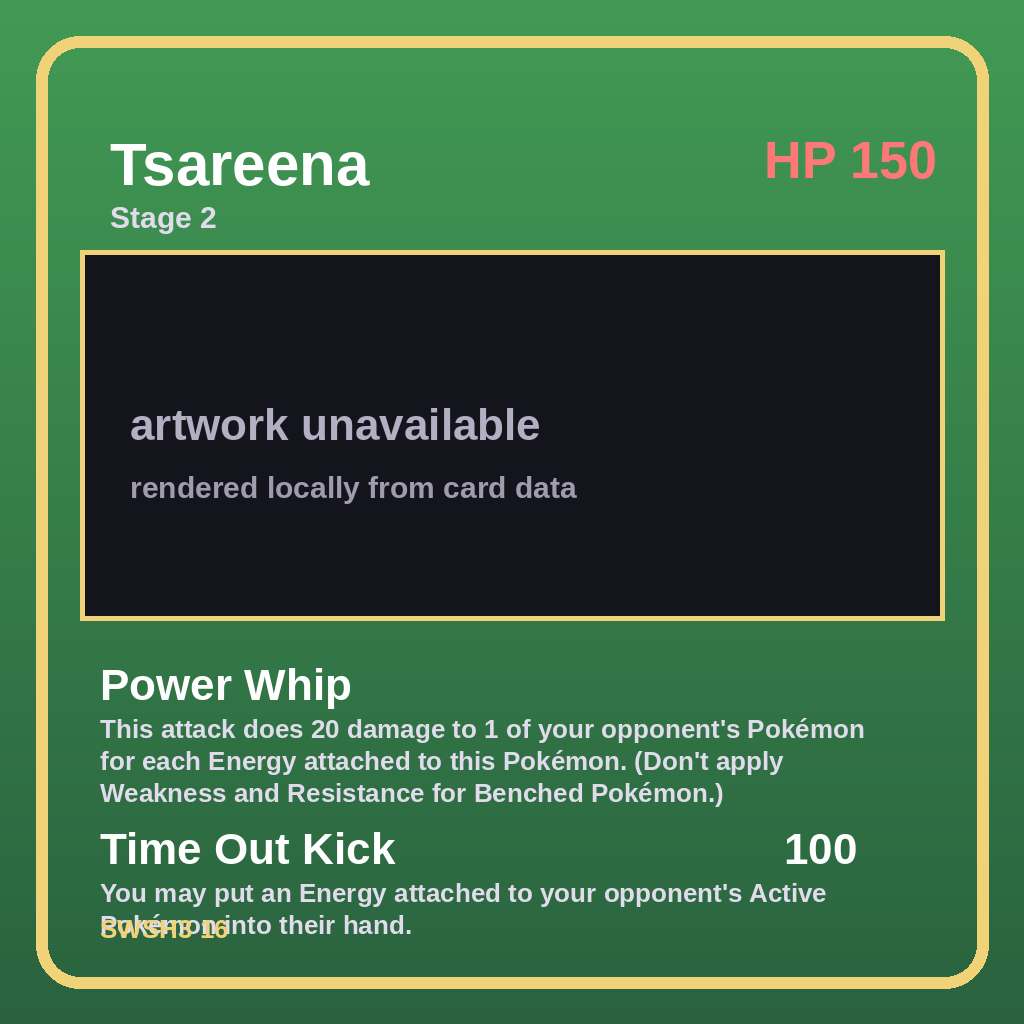 Tsareena
HP 150
Stage 2
artwork unavailable
rendered locally from card data
Power Whip
This attack does 20 damage to 1 of your opponent's Pokémon
for each Energy attached to this Pokémon. (Don't apply
Weakness and Resistance for Benched Pokémon.)
Time Out Kick
100
You may put an Energy attached to your opponent's Active
Pokémon into their hand.
SWSH3 16